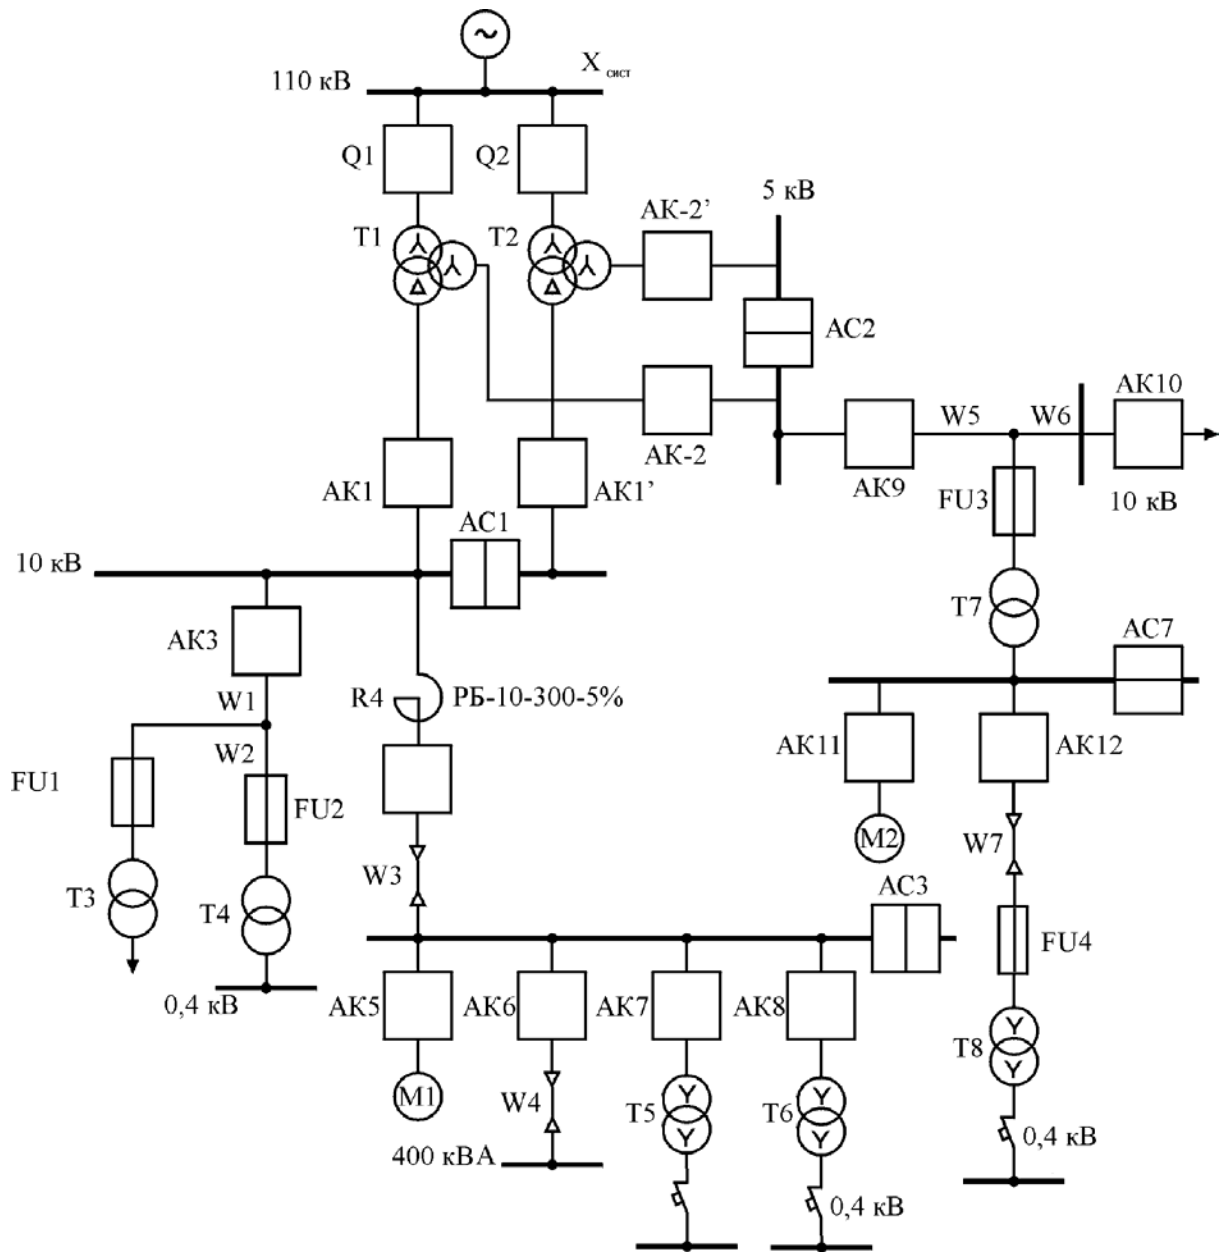 X сист
110 кВ
Q1
Q2
5 кВ
АК-2’
T1
T2
АС2
АК10
W5
W6
АК-2
АК9
АК1
АК1’
FU3
10 кВ
АС1
10 кВ
T7
АС7
АК3
W1
R4
РБ-10-300-5%
W2
АК11
АК12
FU1
FU2
M2
W7
W3
T3
T4
АС3
FU4
0,4 кВ
АК5
АК6
АК7
АК8
T8
M1
W4
T5
T6
0,4 кВ
400 кВА
0,4 кВ